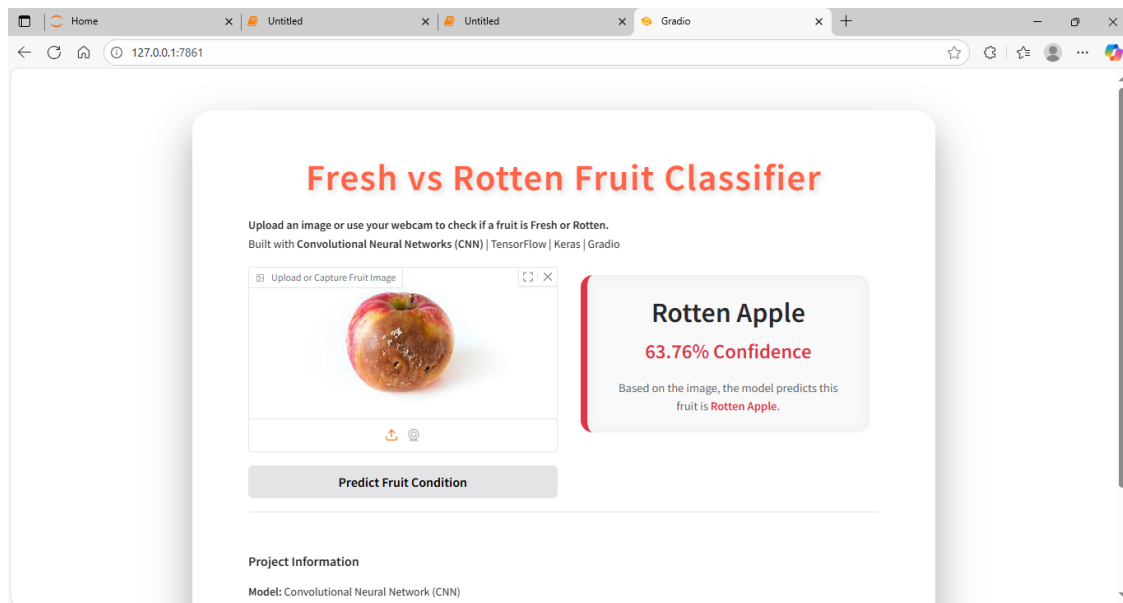 Home
Untitled
Untitled
Gradio
127.0.0.1:7861
Fresh vs Rotten Fruit Classifier
Upload an image or use your webcam to check if a fruit is Fresh or Rotten.
Built with Convolutional Neural Networks (CNN) | TensorFlow | Keras | Gradio
Upload or Capture Fruit Image
Rotten Apple
63.76% Confidence
Based on the image, the model predicts this
fruit is Rotten Apple.
Predict Fruit Condition
Project Information
Model: Convolutional Neural Network (CNN)